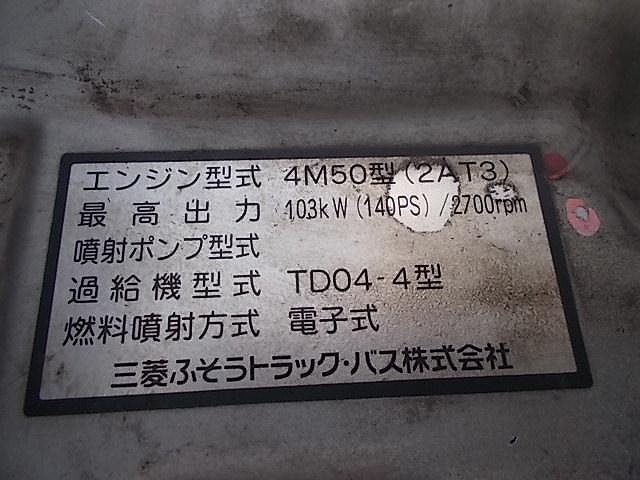 エンジン型式 4M50型(2AT3)
最高出力 103kW(140PS)/2700rpm
噴射ポンプ型式
過給機型式 TD04-4型
燃料噴射方式 電子式
三菱ふそうトラック・バス株式会社